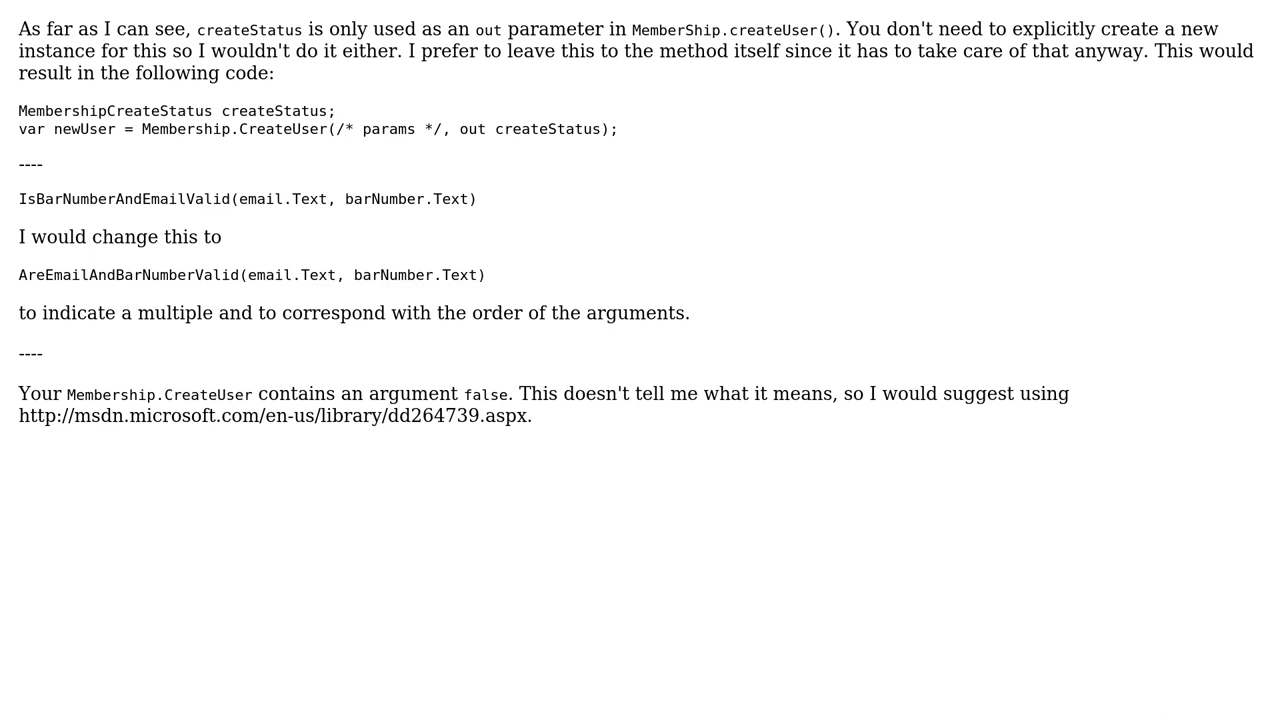 As far as I can see, createStatus is only used as an out parameter in MemberShip.createUser(). You don't need to explicitly create a new
instance for this so I wouldn't do it either. I prefer to leave this to the method itself since it has to take care of that anyway. This would
result in the following code:
MembershipCreateStatus createStatus;
var newUser = Membership.CreateUser(/* params */, out createStatus);
----
IsBarNumberAndEmailValid(email.Text, barNumber.Text)
I would change this to
AreEmailAndBarNumberValid(email.Text, barNumber.Text)
to indicate a multiple and to correspond with the order of the arguments.
----
Your Membership.CreateUser contains an argument false. This doesn't tell me what it means, so I would suggest using
http://msdn.microsoft.com/en-us/library/dd264739.aspx.